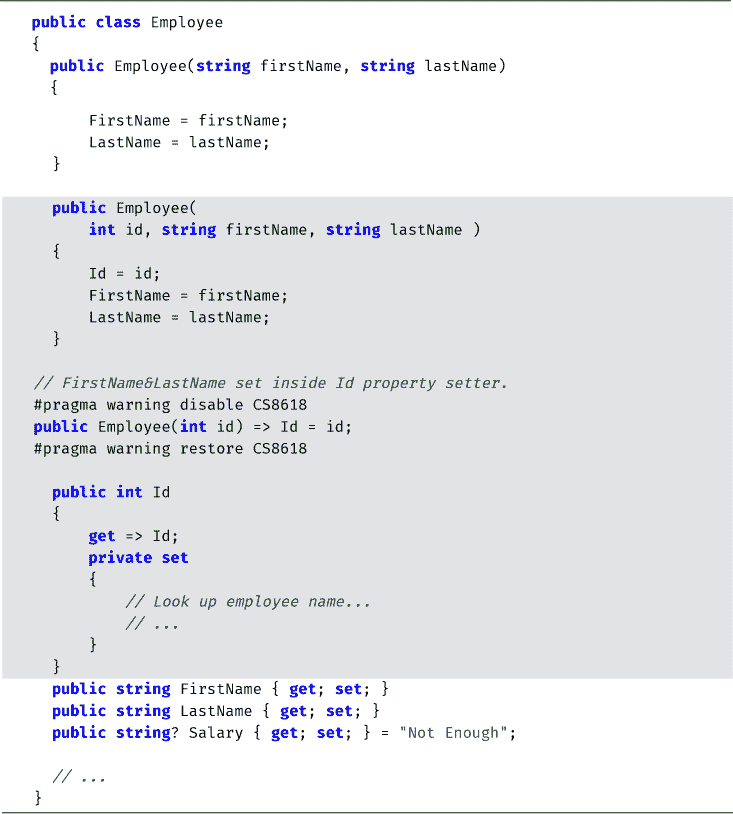 public class Employee
{
public Employee(string firstName, string lastName)
{
FirstName = firstName;
LastName = lastName;
}
public Employee(
int id, string firstName, string lastName )
{
Id = id;
FirstName = firstName;
LastName = lastName;
}
// FirstName&LastName set inside Id property setter.
#pragma warning disable CS8618
public Employee(int id) => Id = id;
#pragma warning restore CS8618
public int Id
{
get => Id;
private set
{
// Look up employee name...
// ...
}
}
public string FirstName { get; set; }
public string LastName { get; set; }
public string? Salary { get; set; } = "Not Enough";
// ...
}